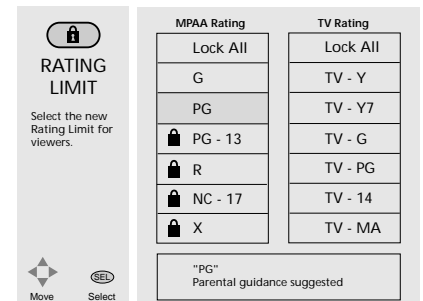 RATING
LIMIT
Select the new
Rating Limit for
viewers.
SEL
Move
Select
MPAA Rating
Lock All
G
PG
PG - 13
R
NC - 17
X
TV Rating
Lock All
TV - Y
TV - Y7
TV - G
TV - PG
TV - 14
TV - MA
"PG"
Parental guidance suggested